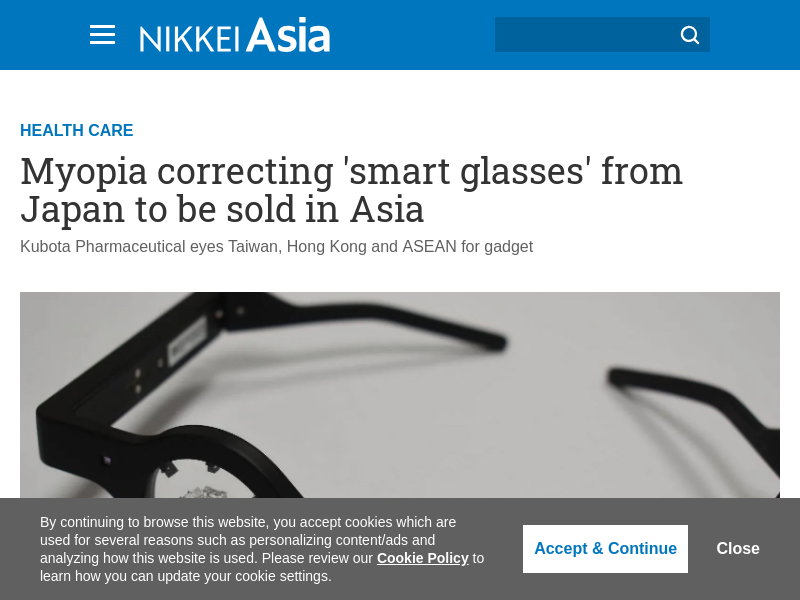 NIKKEI Asia
HEALTH CARE
Myopia correcting 'smart glasses' from
Japan to be sold in Asia
Kubota Pharmaceutical eyes Taiwan, Hong Kong and ASEAN for gadget
By continuing to browse this website, you accept cookies which are
used for several reasons such as personalizing content/ads and
analyzing how this website is used. Please review our Cookie Policy to
learn how you can update your cookie settings.
Accept & Continue
Close